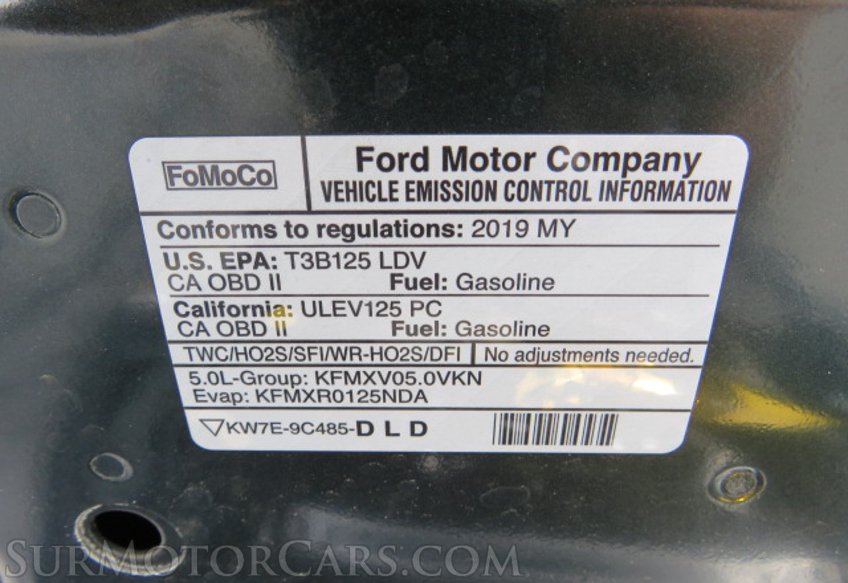 FoMoCo
Ford Motor Company
VEHICLE EMISSION CONTROL INFORMATION
Conforms to regulations: 2019 MY
U.S. EPA: T3B125 LDV
CA OBD II Fuel: Gasoline
California: ULEV125 PC
CA OBD II Fuel: Gasoline
TWC/HO2S/SFI/WR-HO2S/DFI No adjustments needed.
5.0L-Group: KFMXV05.0VKN
Evap: KFMXR0125NDA
KW7E-9C485-D L D
SurMotorCars.com